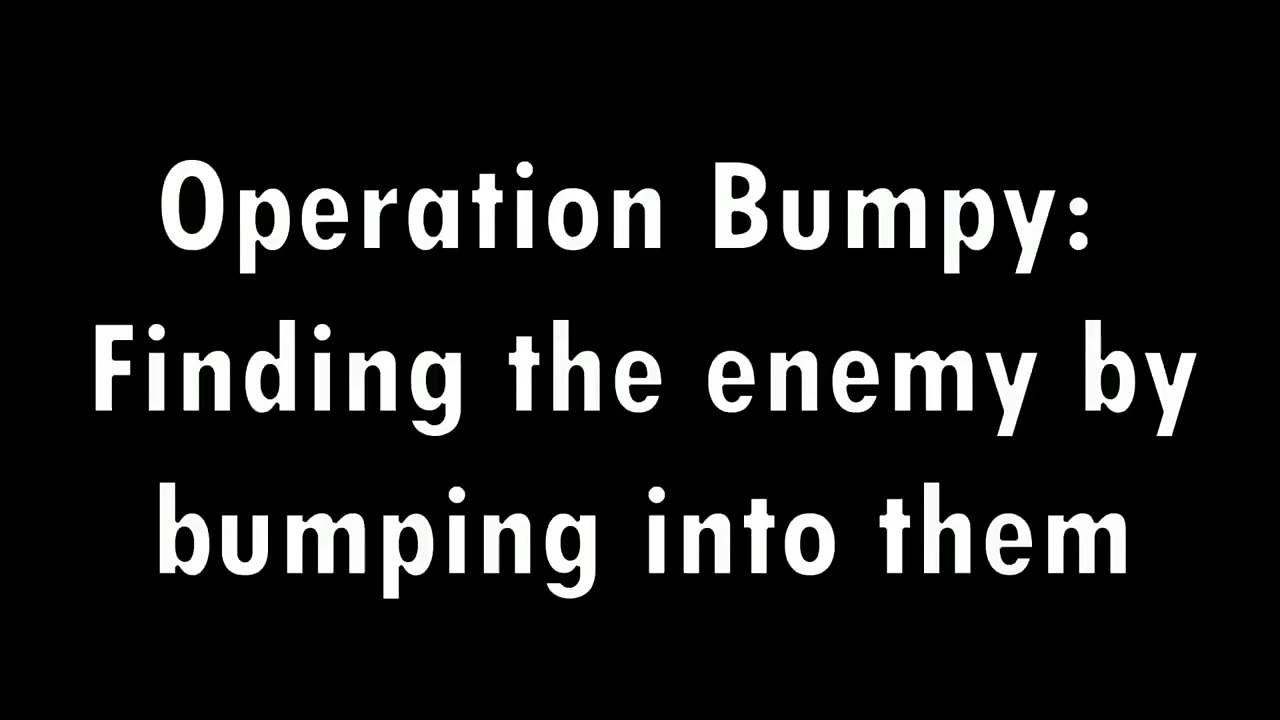 Operation Bumpy:
Finding the enemy by
bumping into them